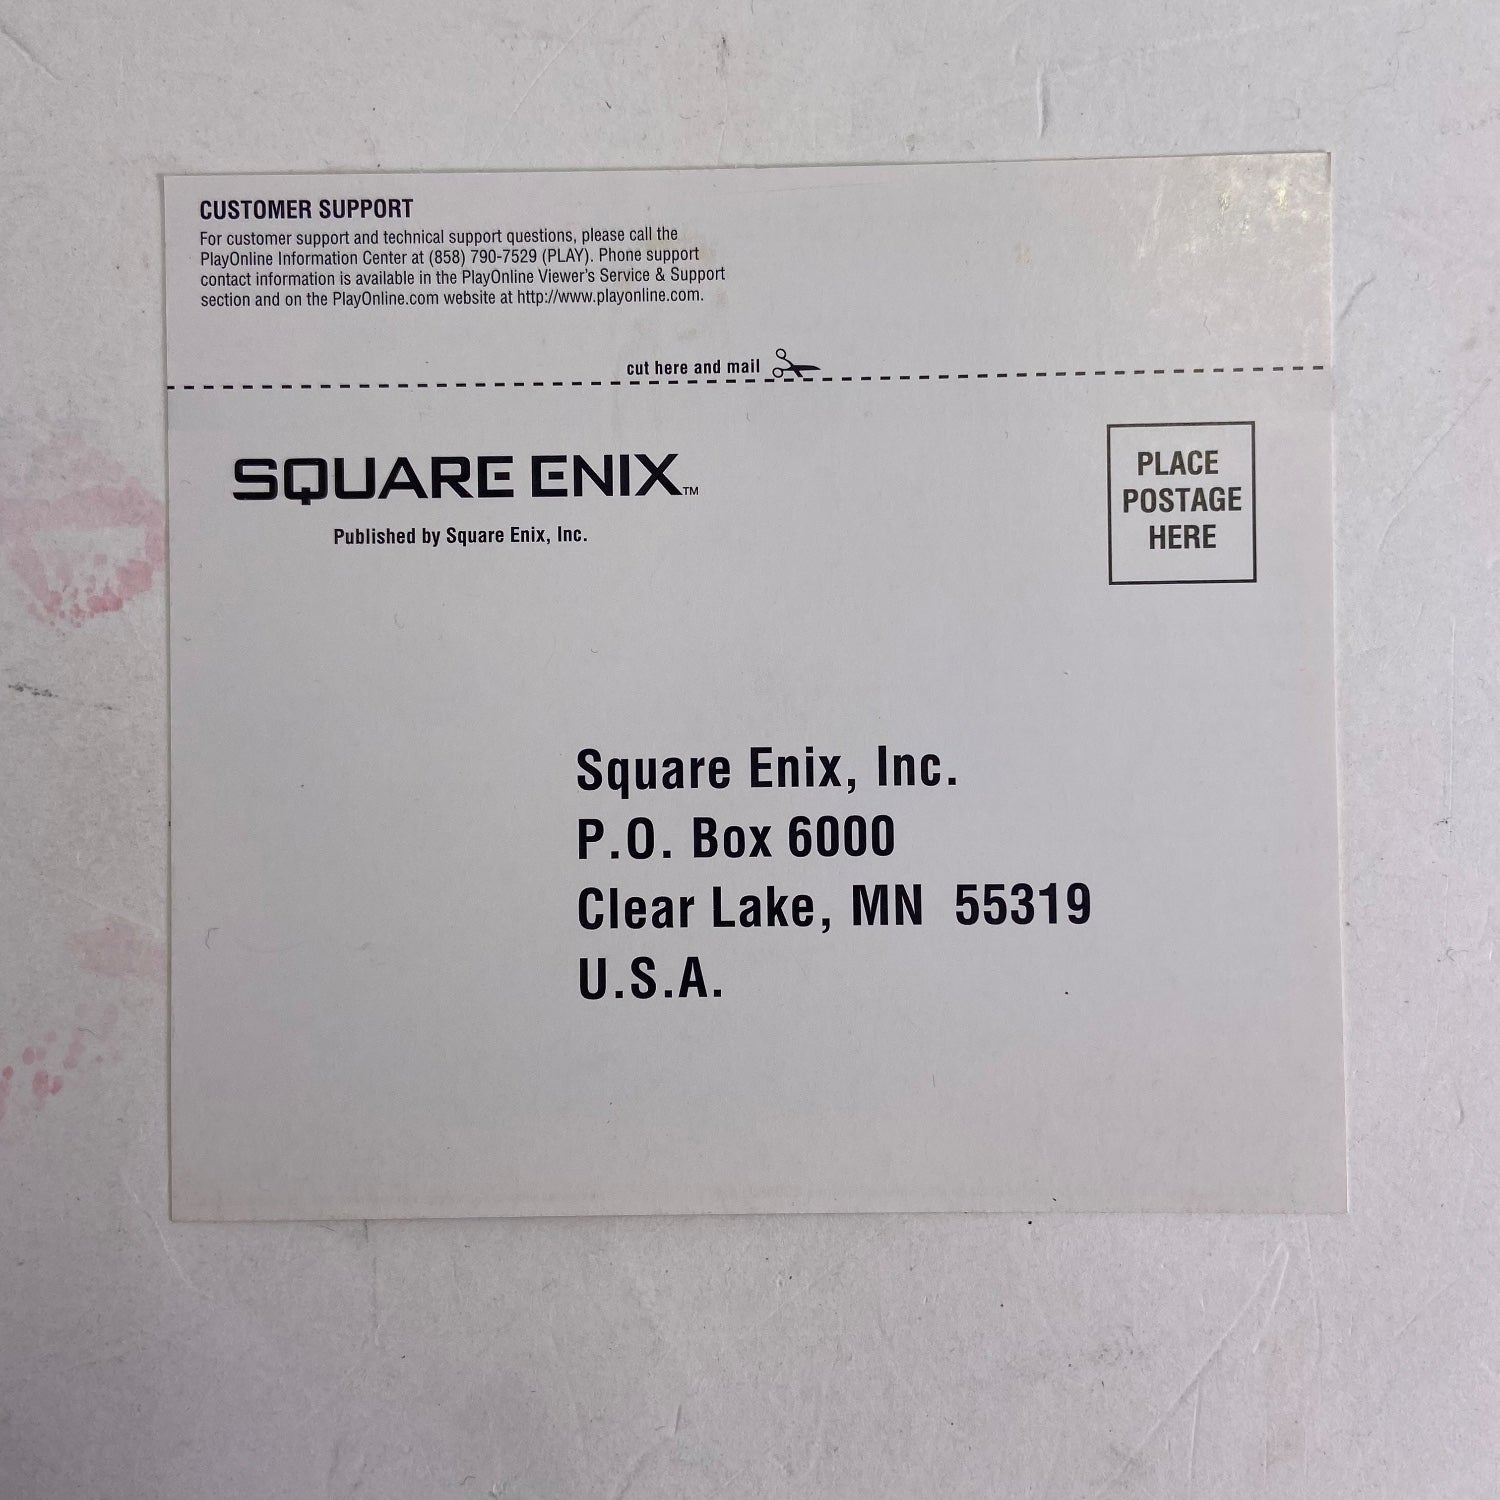 CUSTOMER SUPPORT
For customer support and technical support questions, please call the
PlayOnline Information Center at (858) 790-7529 (PLAY). Phone support
contact information is available in the PlayOnline Viewer's Service & Support
section and on the PlayOnline.com website at http://www.playonline.com.
cut here and mail
SQUARE ENIX™
Published by Square Enix, Inc.
PLACE
POSTAGE
HERE
Square Enix, Inc.
P.O. Box 6000
Clear Lake, MN 55319
U.S.A.